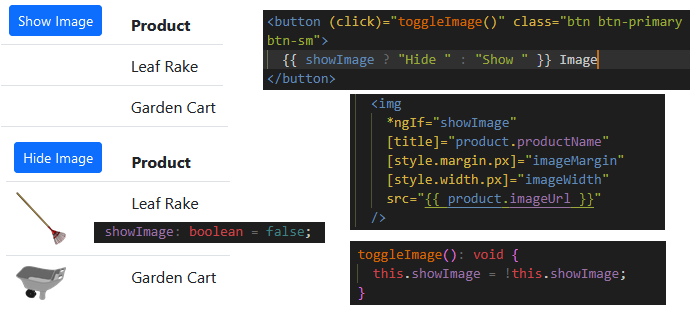 Show Image Product
Leaf Rake
Garden Cart
Hide Image Product
Leaf Rake
showImage: boolean = false;
Garden Cart
<button (click)="toggleImage()" class="btn btn-primary
btn-sm">
{{ showImage ? "Hide " : "Show " }} Image
</button>
<img
*ngIf="showImage"
[title]="product.productName"
[style.margin.px]="imageMargin"
[style.width.px]="imageWidth"
src="{{ product.imageUrl }}"
/>
toggleImage(): void {
this.showImage = !this.showImage;
}